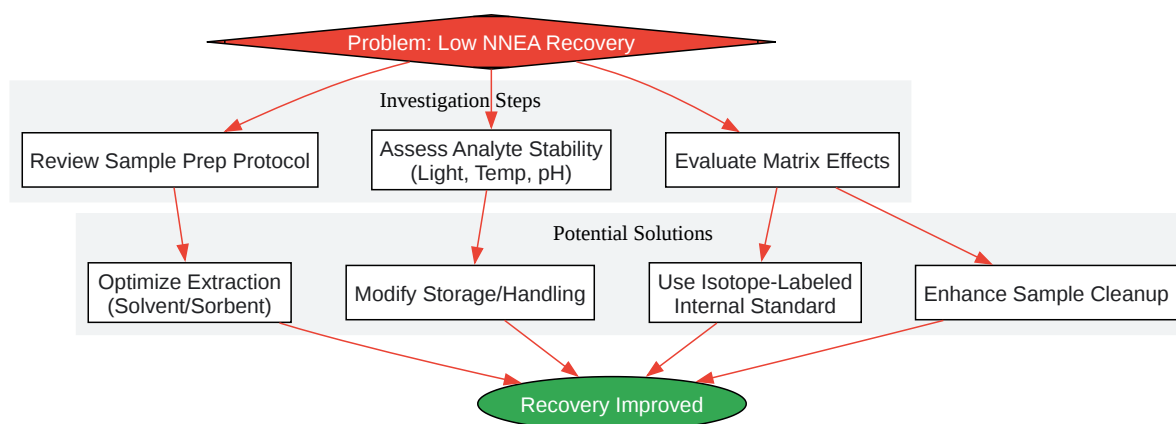 Problem: Low NNEA Recovery
Investigation Steps
Review Sample Prep Protocol
Assess Analyte Stability
(Light, Temp, pH)
Evaluate Matrix Effects
Potential Solutions
Optimize Extraction
(Solvent/Sorbent)
Modify Storage/Handling
Use Isotope-Labeled
Internal Standard
Enhance Sample Cleanup
Recovery Improved